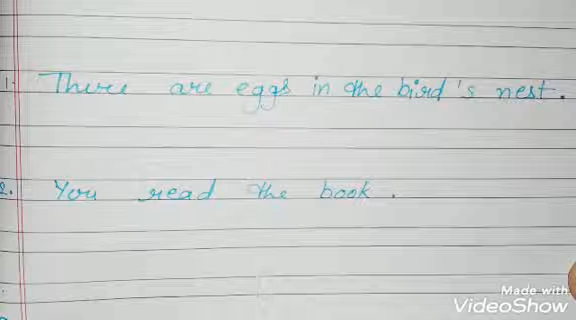 1. There are eggs in the bird's nest.
2. You read the book.
Made with
VideoShow